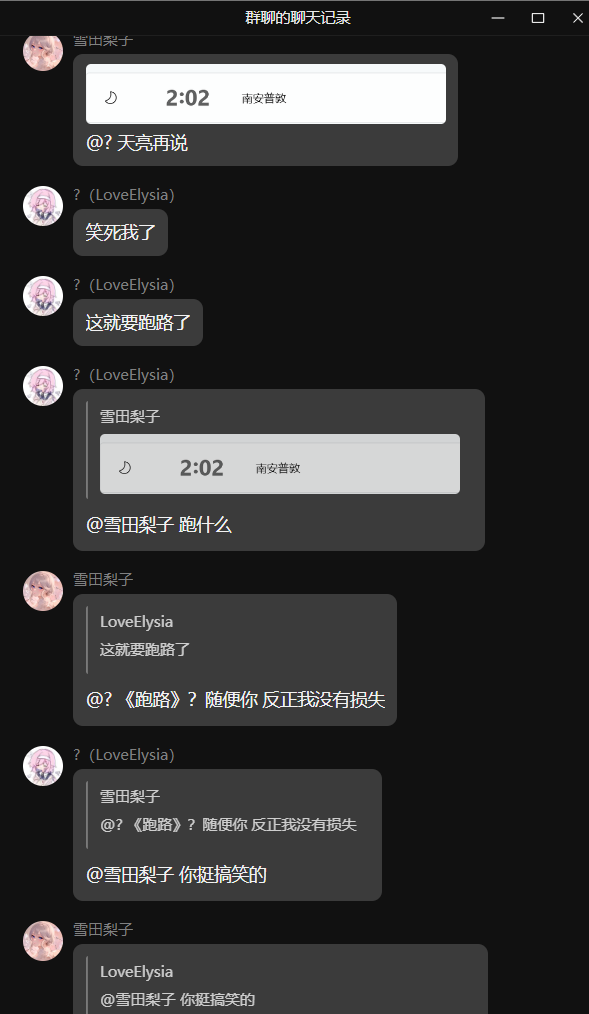 群聊的聊天记录
雪田梨子
2:02 南安普敦
@? 天亮再说
?（LoveElysia）
笑死我了
?（LoveElysia）
这就要跑路了
?（LoveElysia）
雪田梨子
2:02 南安普敦
@雪田梨子 跑什么
雪田梨子
LoveElysia
这就要跑路了
@? 《跑路》？随便你 反正我没有损失
?（LoveElysia）
雪田梨子
@? 《跑路》？随便你 反正我没有损失
@雪田梨子 你挺搞笑的
雪田梨子
LoveElysia
@雪田梨子 你挺搞笑的